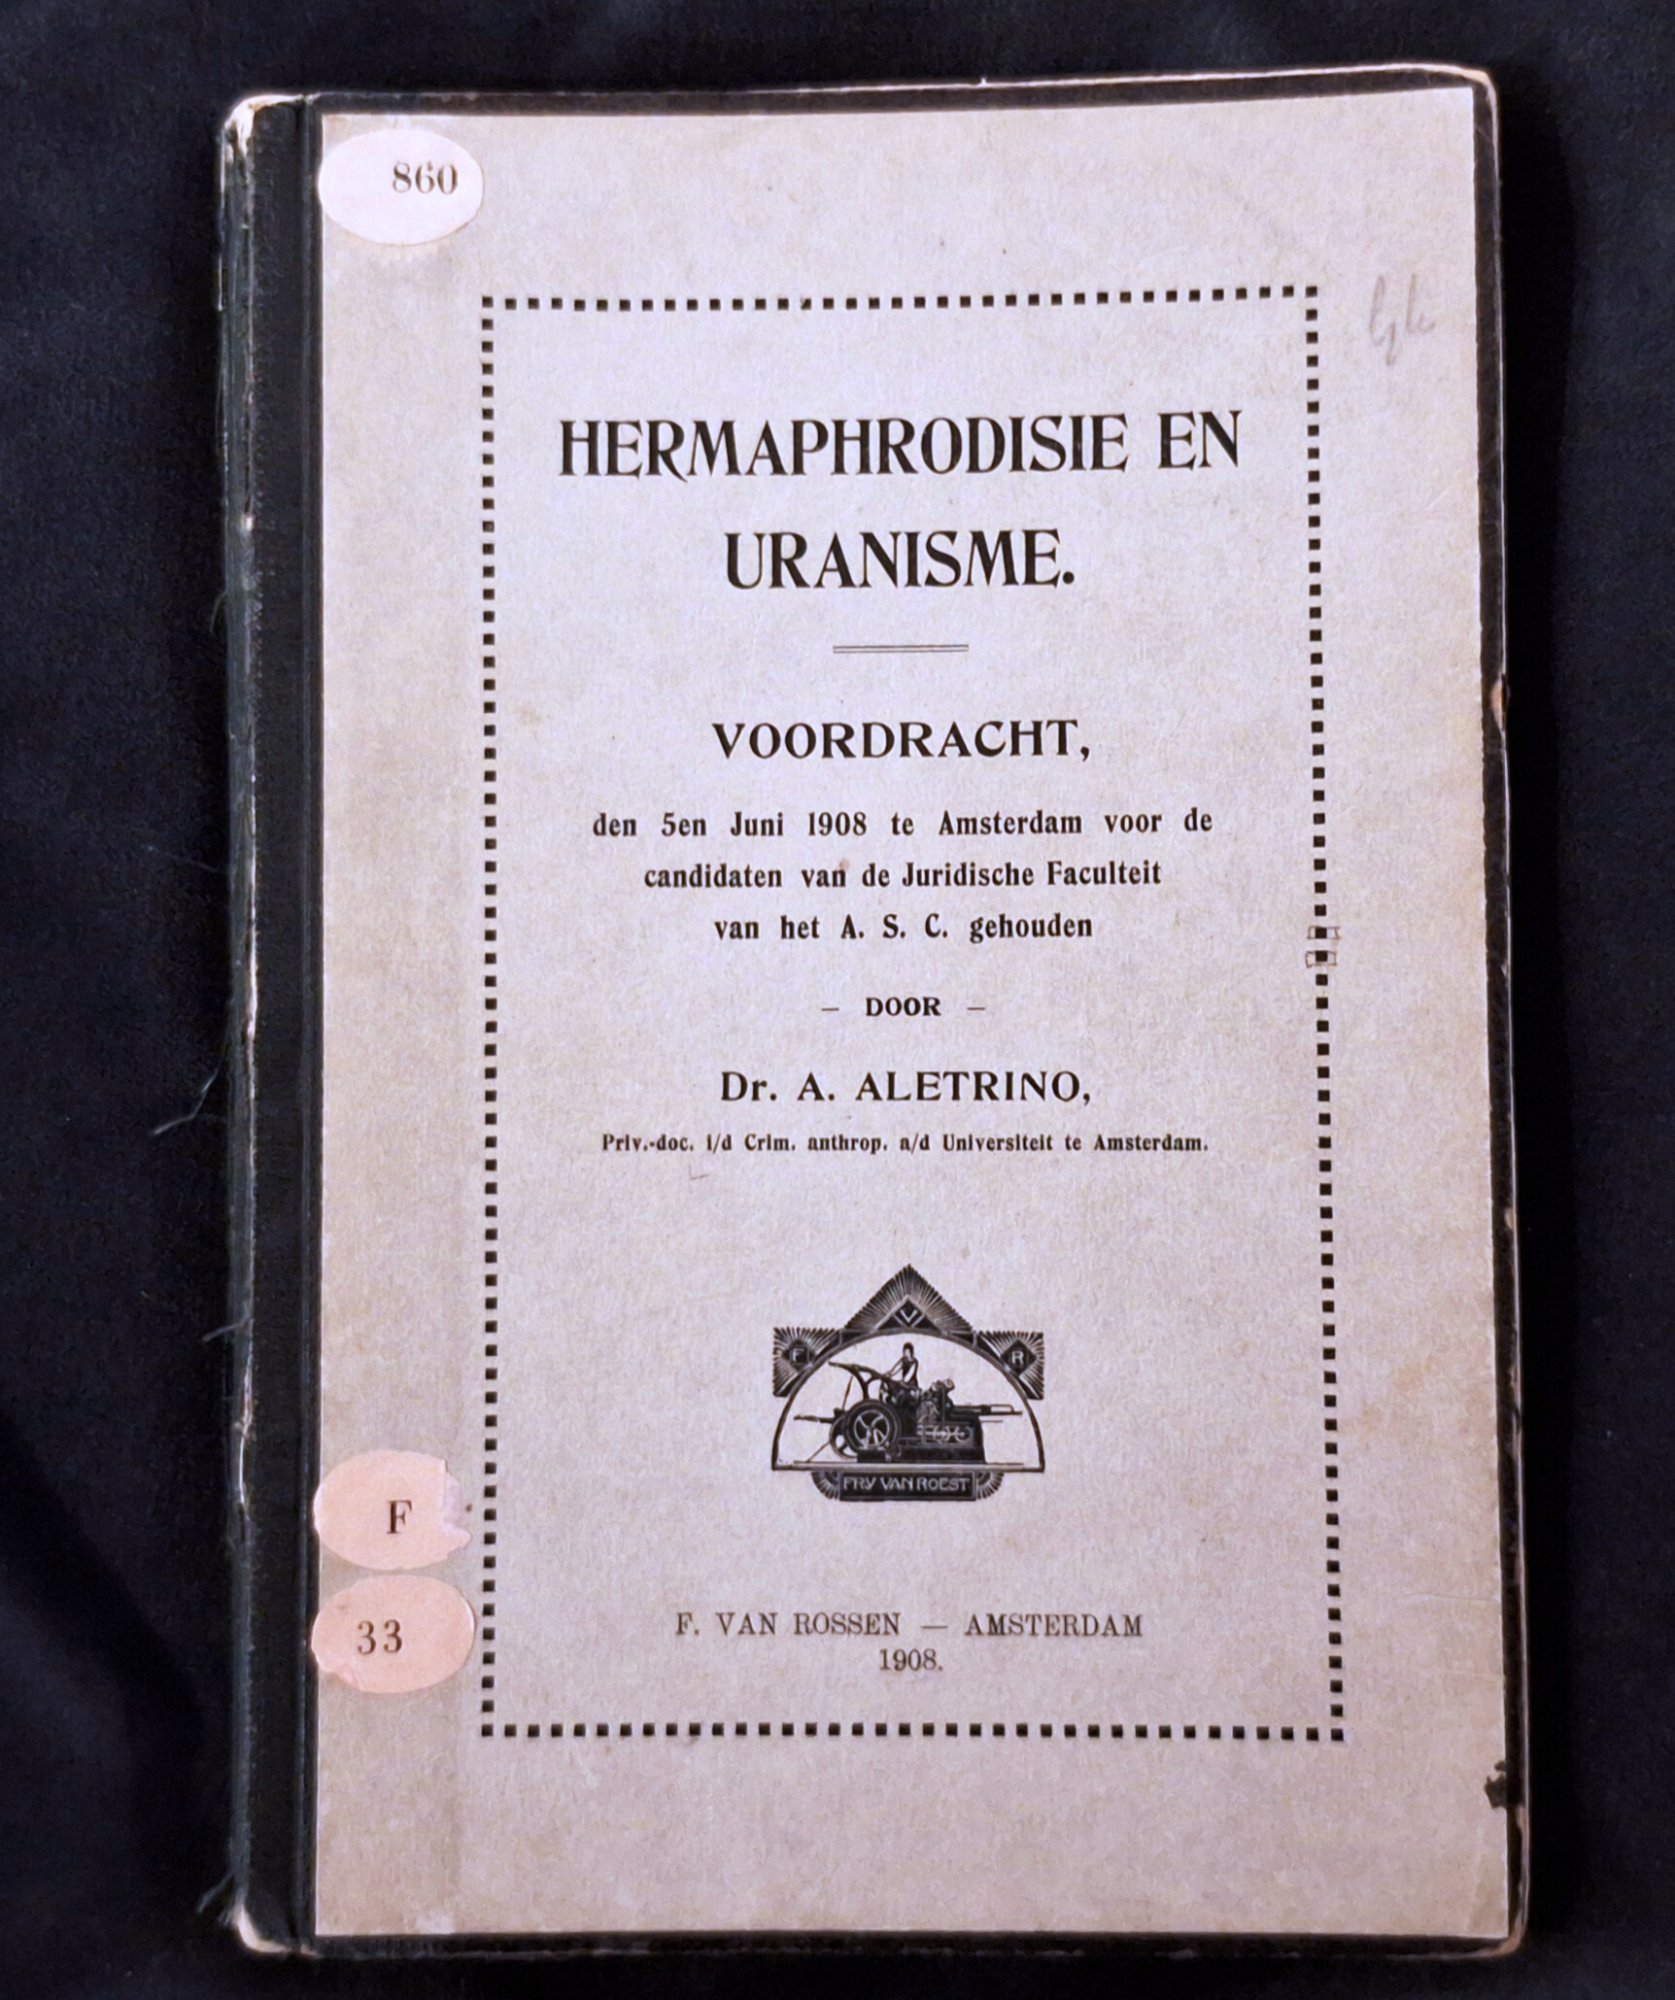 860
HERMAPHRODISIE EN
URANISME.
VOORDRACHT,
den 5en Juni 1908 te Amsterdam voor de
candidaten van de Juridische Faculteit
van het A. S. C. gehouden
– DOOR –
Dr. A. ALETRINO,
Priv.-doc. i/d Crim. anthrop. a/d Universiteit te Amsterdam.
V
F R
FRV VAN ROEST
F
33
F. VAN ROSSEN — AMSTERDAM
1908.